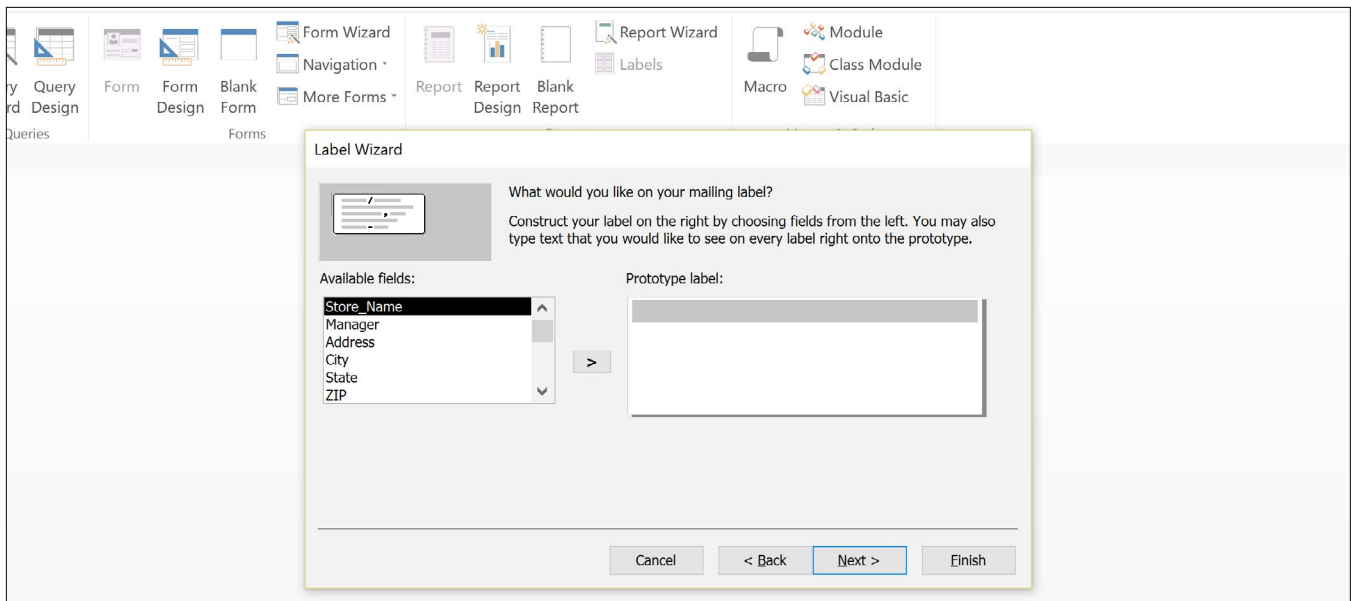 Form Wizard
Report Wizard
Module
Navigation
Labels
Class Module
Query
Form
Form
Blank
More Forms
Report
Report
Blank
Macro
Visual Basic
Design
Design
Form
Design
Report
Queries
Forms
Label Wizard
What would you like on your mailing label?
Construct your label on the right by choosing fields from the left. You may also
type text that you would like to see on every label right onto the prototype.
Available fields:
Prototype label:
Store_Name
Manager
Address
City
State
ZIP
>
Cancel
< Back
Next >
Finish